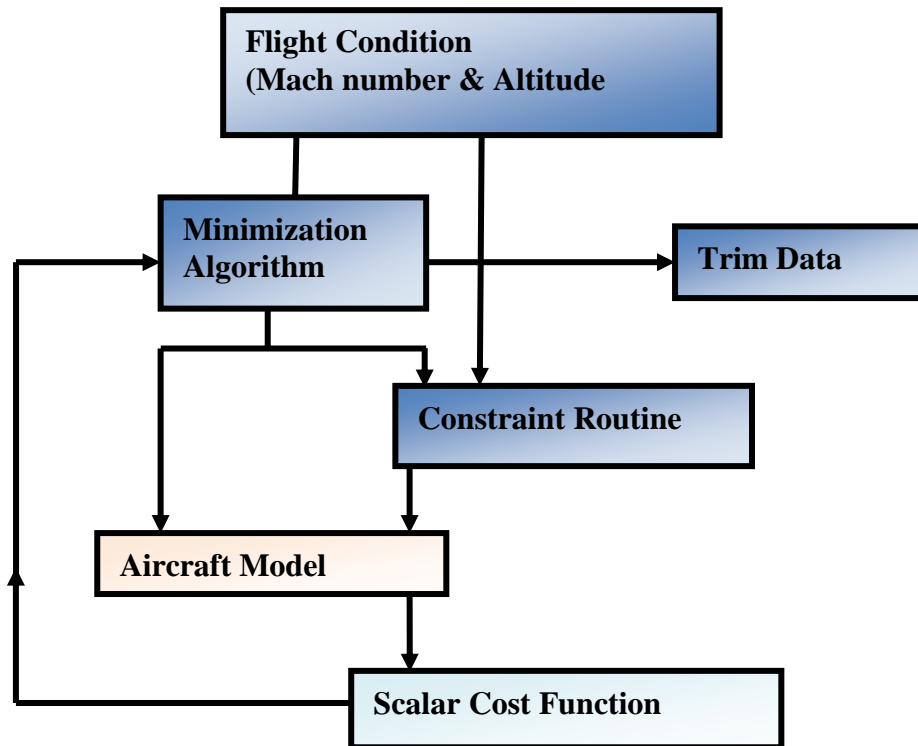 Flight Condition
(Mach number & Altitude
Minimization
Algorithm
Trim Data
Constraint Routine
Aircraft Model
Scalar Cost Function